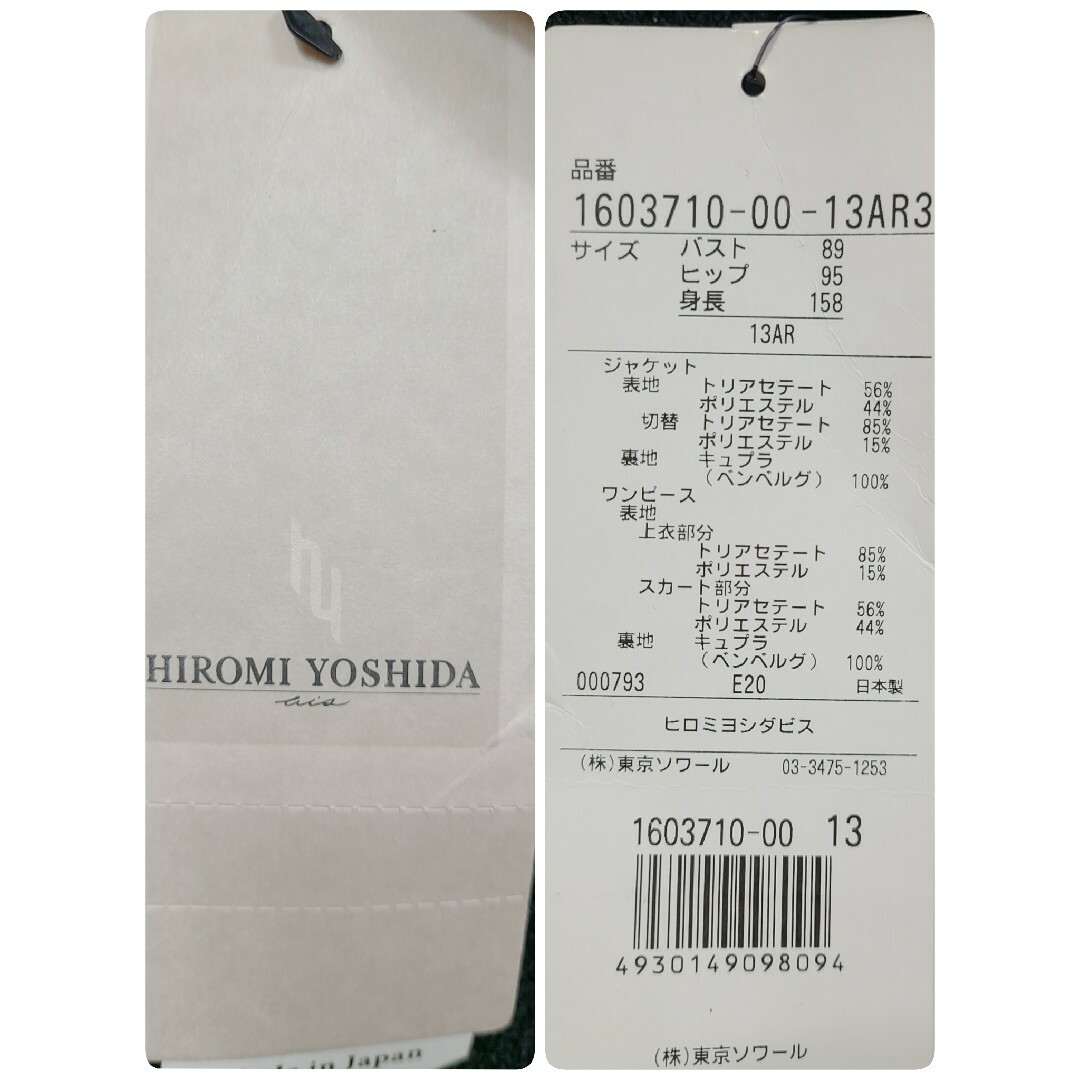 hy
HIROMI YOSHIDA
bis
in Japan
品番
1603710-00-13AR3
サイズ バスト 89
ヒップ 95
身長 158
13AR
ジャケット
表地 トリアセテート 56%
ポリエステル 44%
切替 トリアセテート 85%
ポリエステル 15%
裏地 キュプラ
(ベンベルグ) 100%
ワンピース
表地
上衣部分
トリアセテート 85%
ポリエステル 15%
スカート部分
トリアセテート 56%
ポリエステル 44%
裏地 キュプラ
(ベンベルグ) 100%
000793 E20 日本製
ヒロミヨシダビス
(株)東京ソワール 03-3475-1253
1603710-00 13
4930149098094
(株)東京ソワール